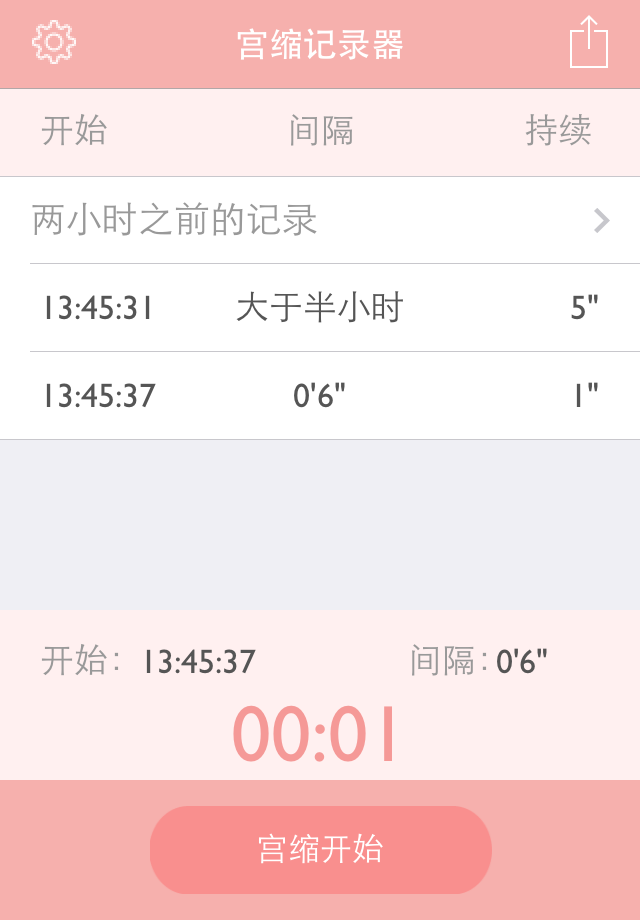 宫缩记录器
开始 间隔 持续
两小时之前的记录
13:45:31 大于半小时 5"
13:45:37 0'6" 1"
开始: 13:45:37 间隔:0'6"
00:01
宫缩开始